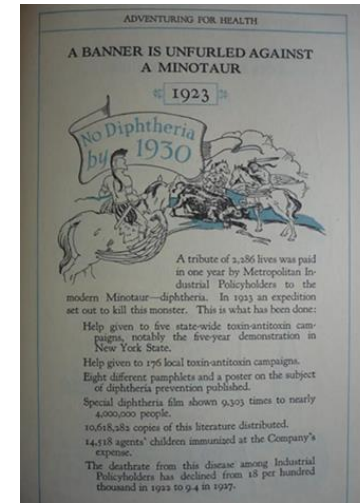 ADVENTURING FOR HEALTH
A BANNER IS UNFURLED AGAINST
A MINOTAUR
1923
No Diphtheria
by 1930
A tribute of 2,286 lives was paid
in one year by Metropolitan In-
dustrial Policyholders to the
modern Minotaur—diphtheria. In 1923 an expedition
set out to kill this monster. This is what has been done:
Help given to five state-wide toxin-antitoxin cam-
paigns, notably the five-year demonstration in
New York State.
Help given to 176 local toxin-antitoxin campaigns.
Eight different pamphlets and a poster on the subject
of diphtheria prevention published.
Special diphtheria film shown 9,303 times to nearly
4,000,000 people.
10,618,282 copies of this literature distributed.
14,518 agents' children immunized at the Company's
expense.
The deathrate from this disease among Industrial
Policyholders has declined from 18 per hundred
thousand in 1922 to 9.4 in 1927.